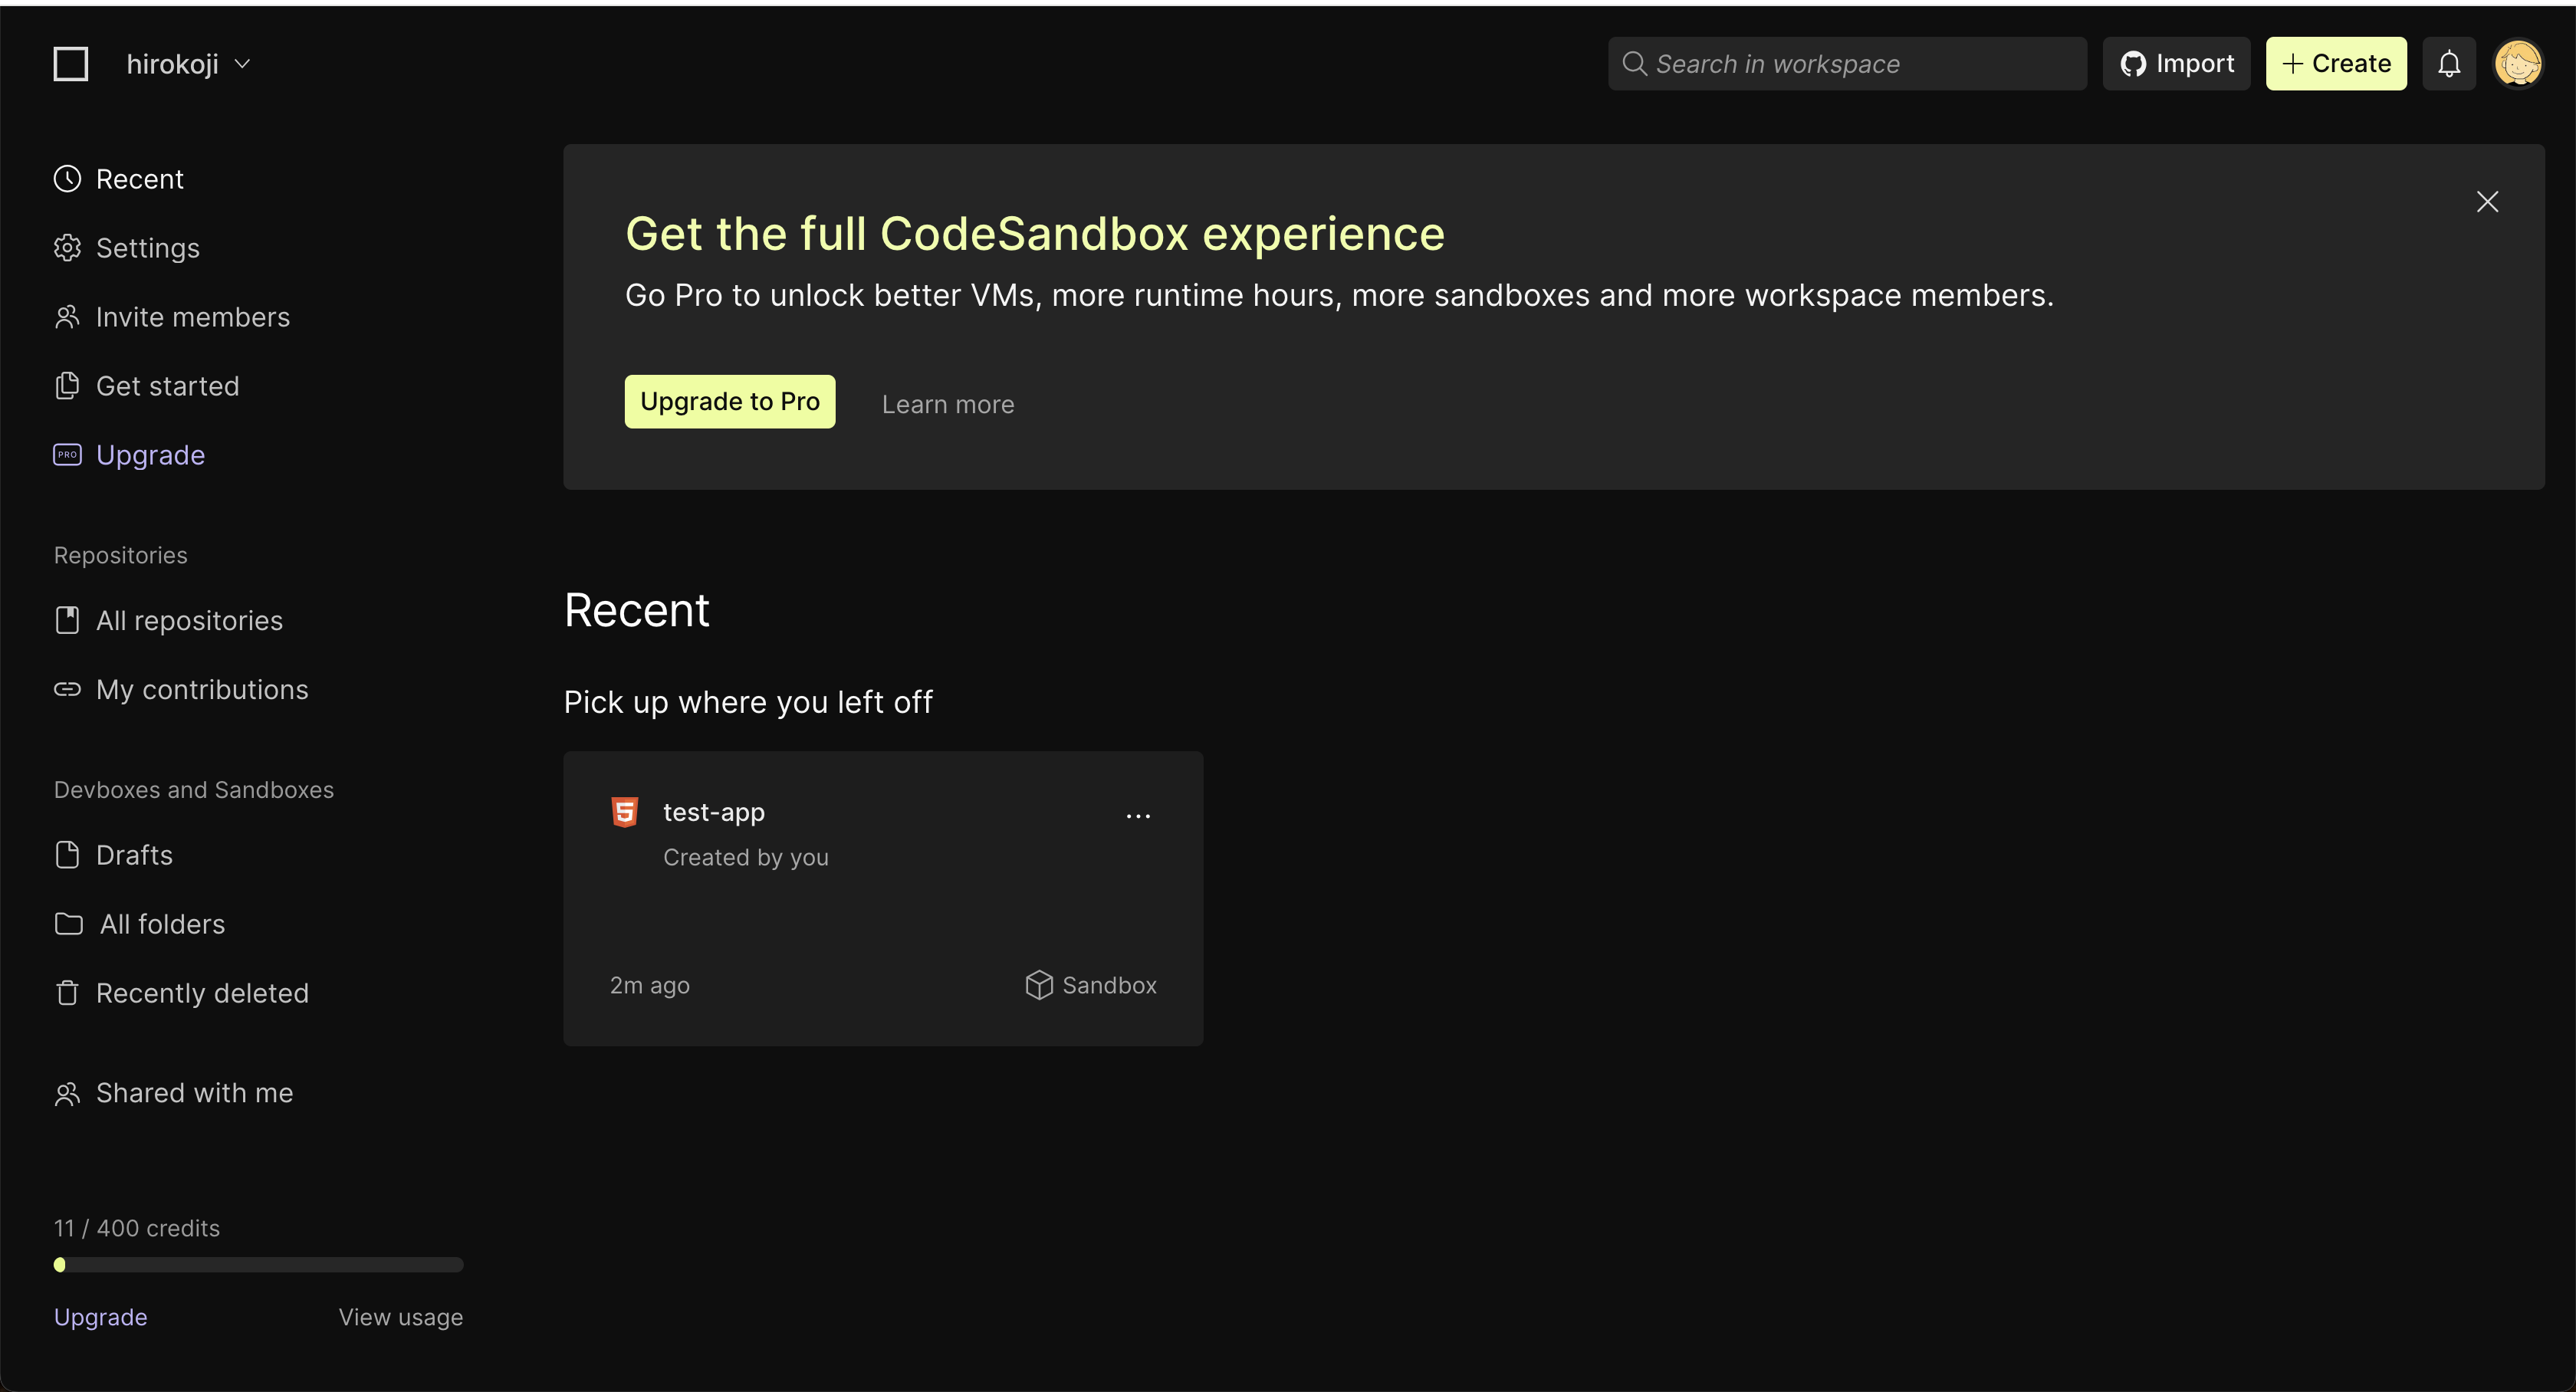 hirokoji
Search in workspace
Import
Create
Recent
Settings
Invite members
Get started
PRO Upgrade
Repositories
All repositories
My contributions
Devboxes and Sandboxes
Drafts
All folders
Recently deleted
Shared with me
11 / 400 credits
Upgrade
View usage
Get the full CodeSandbox experience
Go Pro to unlock better VMs, more runtime hours, more sandboxes and more workspace members.
Upgrade to Pro
Learn more
Recent
Pick up where you left off
5 test-app
...
Created by you
2m ago
Sandbox